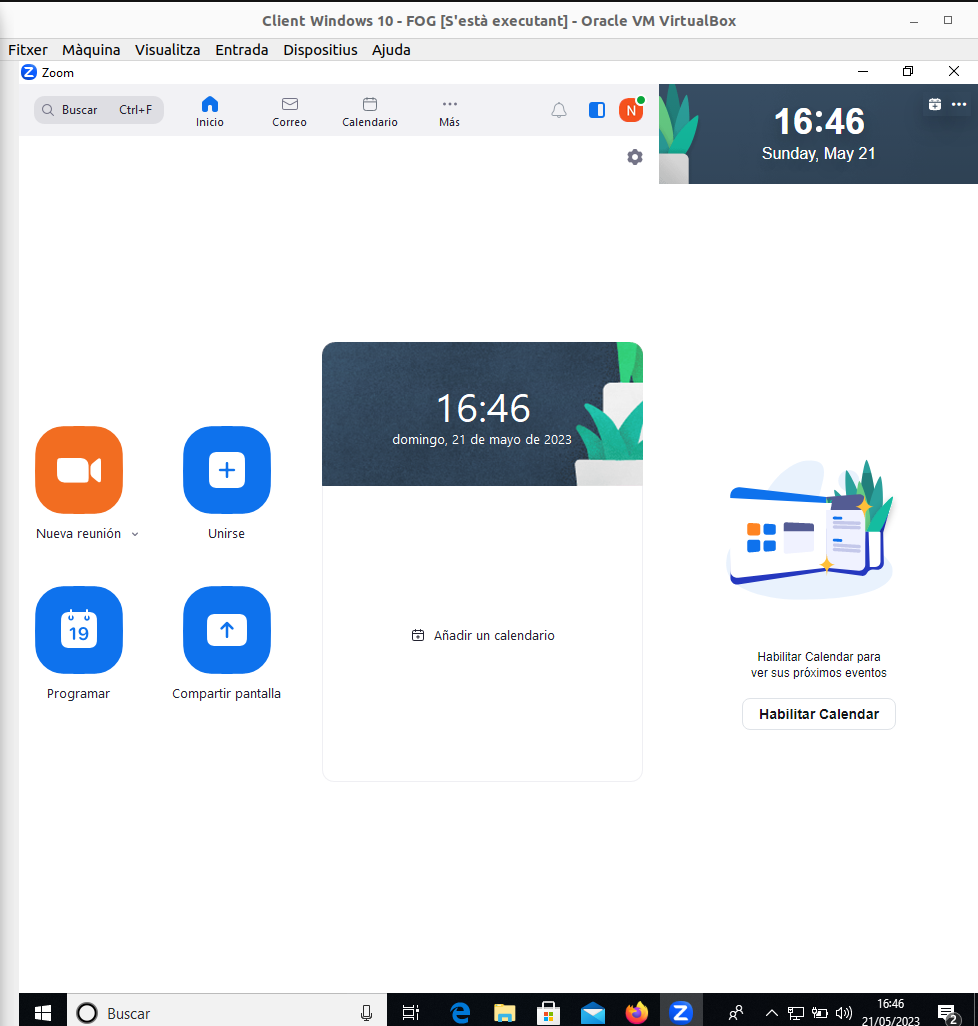 Client Windows 10 - FOG [S'està executant] - Oracle VM VirtualBox
Fitxer Màquina Visualitza Entrada Dispositius Ajuda
Zoom
Buscar Ctrl+F
Inicio
Correo
Calendario
Más
N
16:46
Sunday, May 21
16:46
domingo, 21 de mayo de 2023
Nueva reunión
Unirse
19
Programar
Compartir pantalla
Añadir un calendario
Habilitar Calendar para
ver sus próximos eventos
Habilitar Calendar
Buscar
16:46
21/05/2023
2